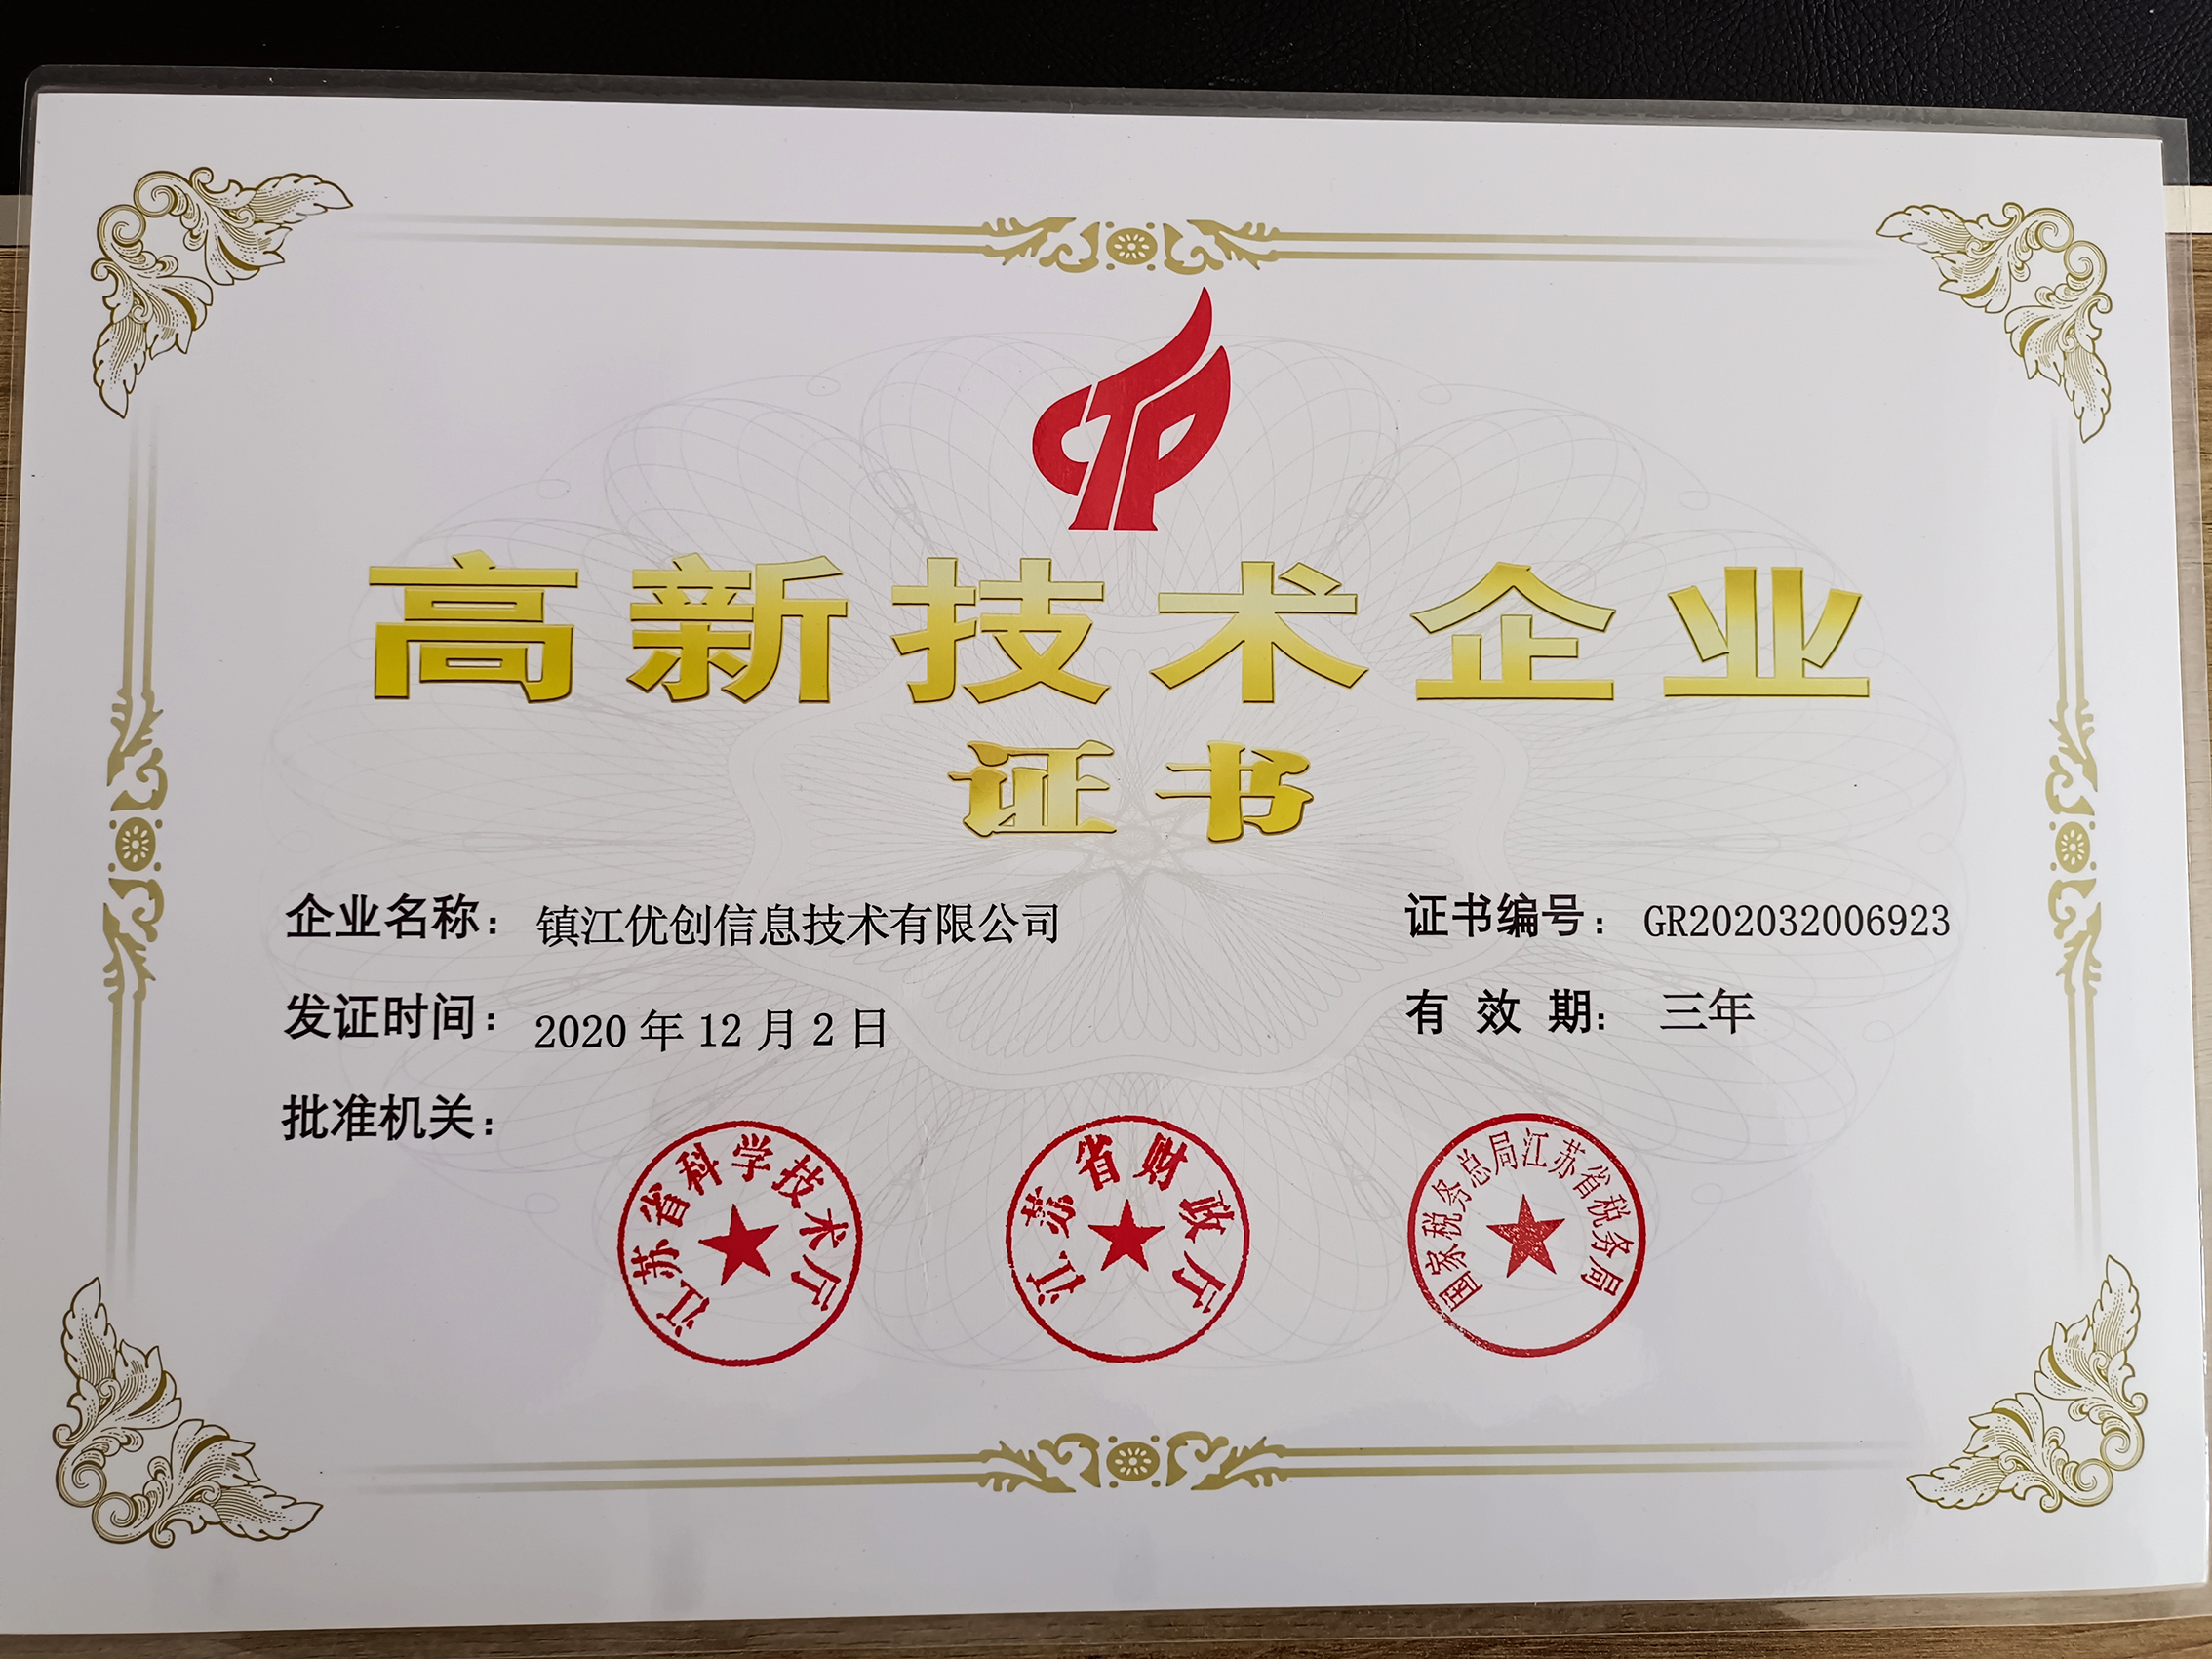 高新技术企业
证书
企业名称：镇江优创信息技术有限公司
证书编号：GR202032006923
发证时间：2020年12月2日
有效期：三年
批准机关：
江苏省科学技术厅
江苏省财政厅
国家税务总局江苏省税务局